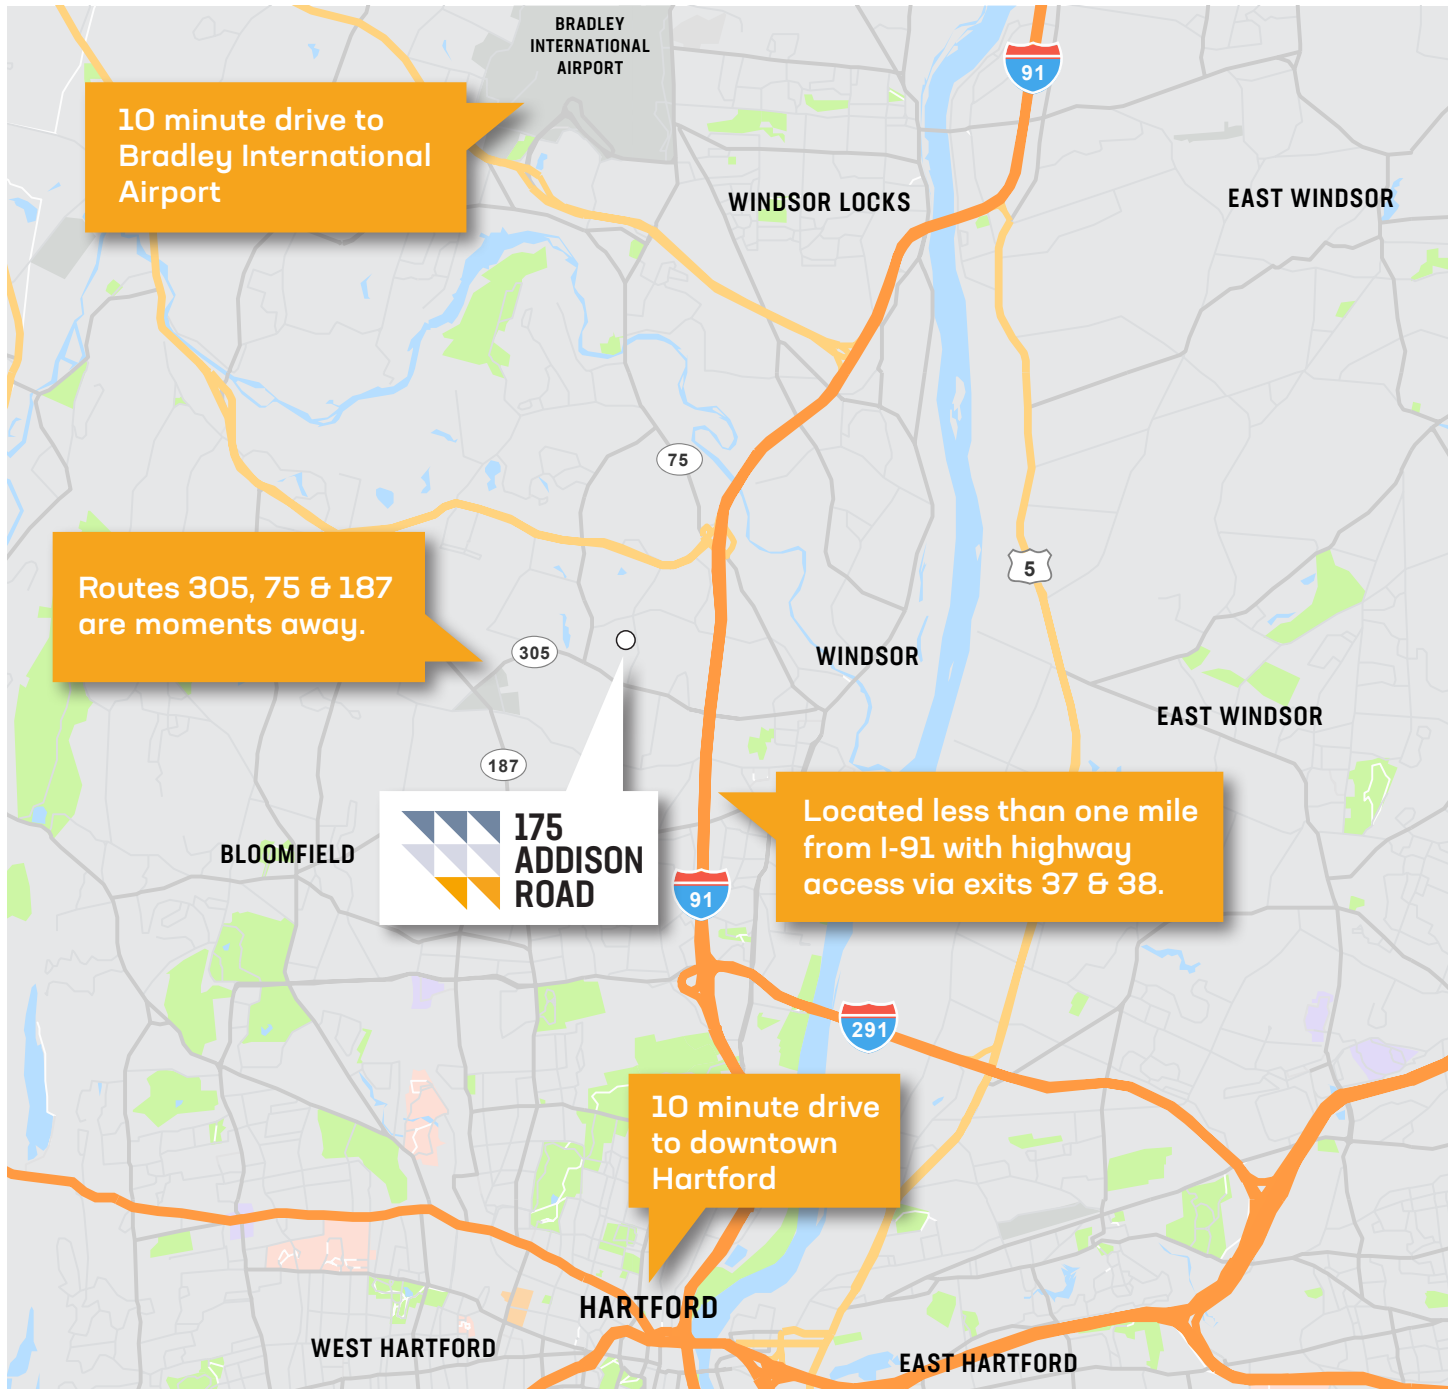 BRADLEY
INTERNATIONAL
AIRPORT
91
10 minute drive to
Bradley International
Airport
WINDSOR LOCKS
EAST WINDSOR
75
5
Routes 305, 75 & 187
are moments away.
305
WINDSOR
EAST WINDSOR
187
175
ADDISON
ROAD
Located less than one mile
from I-91 with highway
access via exits 37 & 38.
BLOOMFIELD
91
291
10 minute drive
to downtown
Hartford
HARTFORD
WEST HARTFORD
EAST HARTFORD